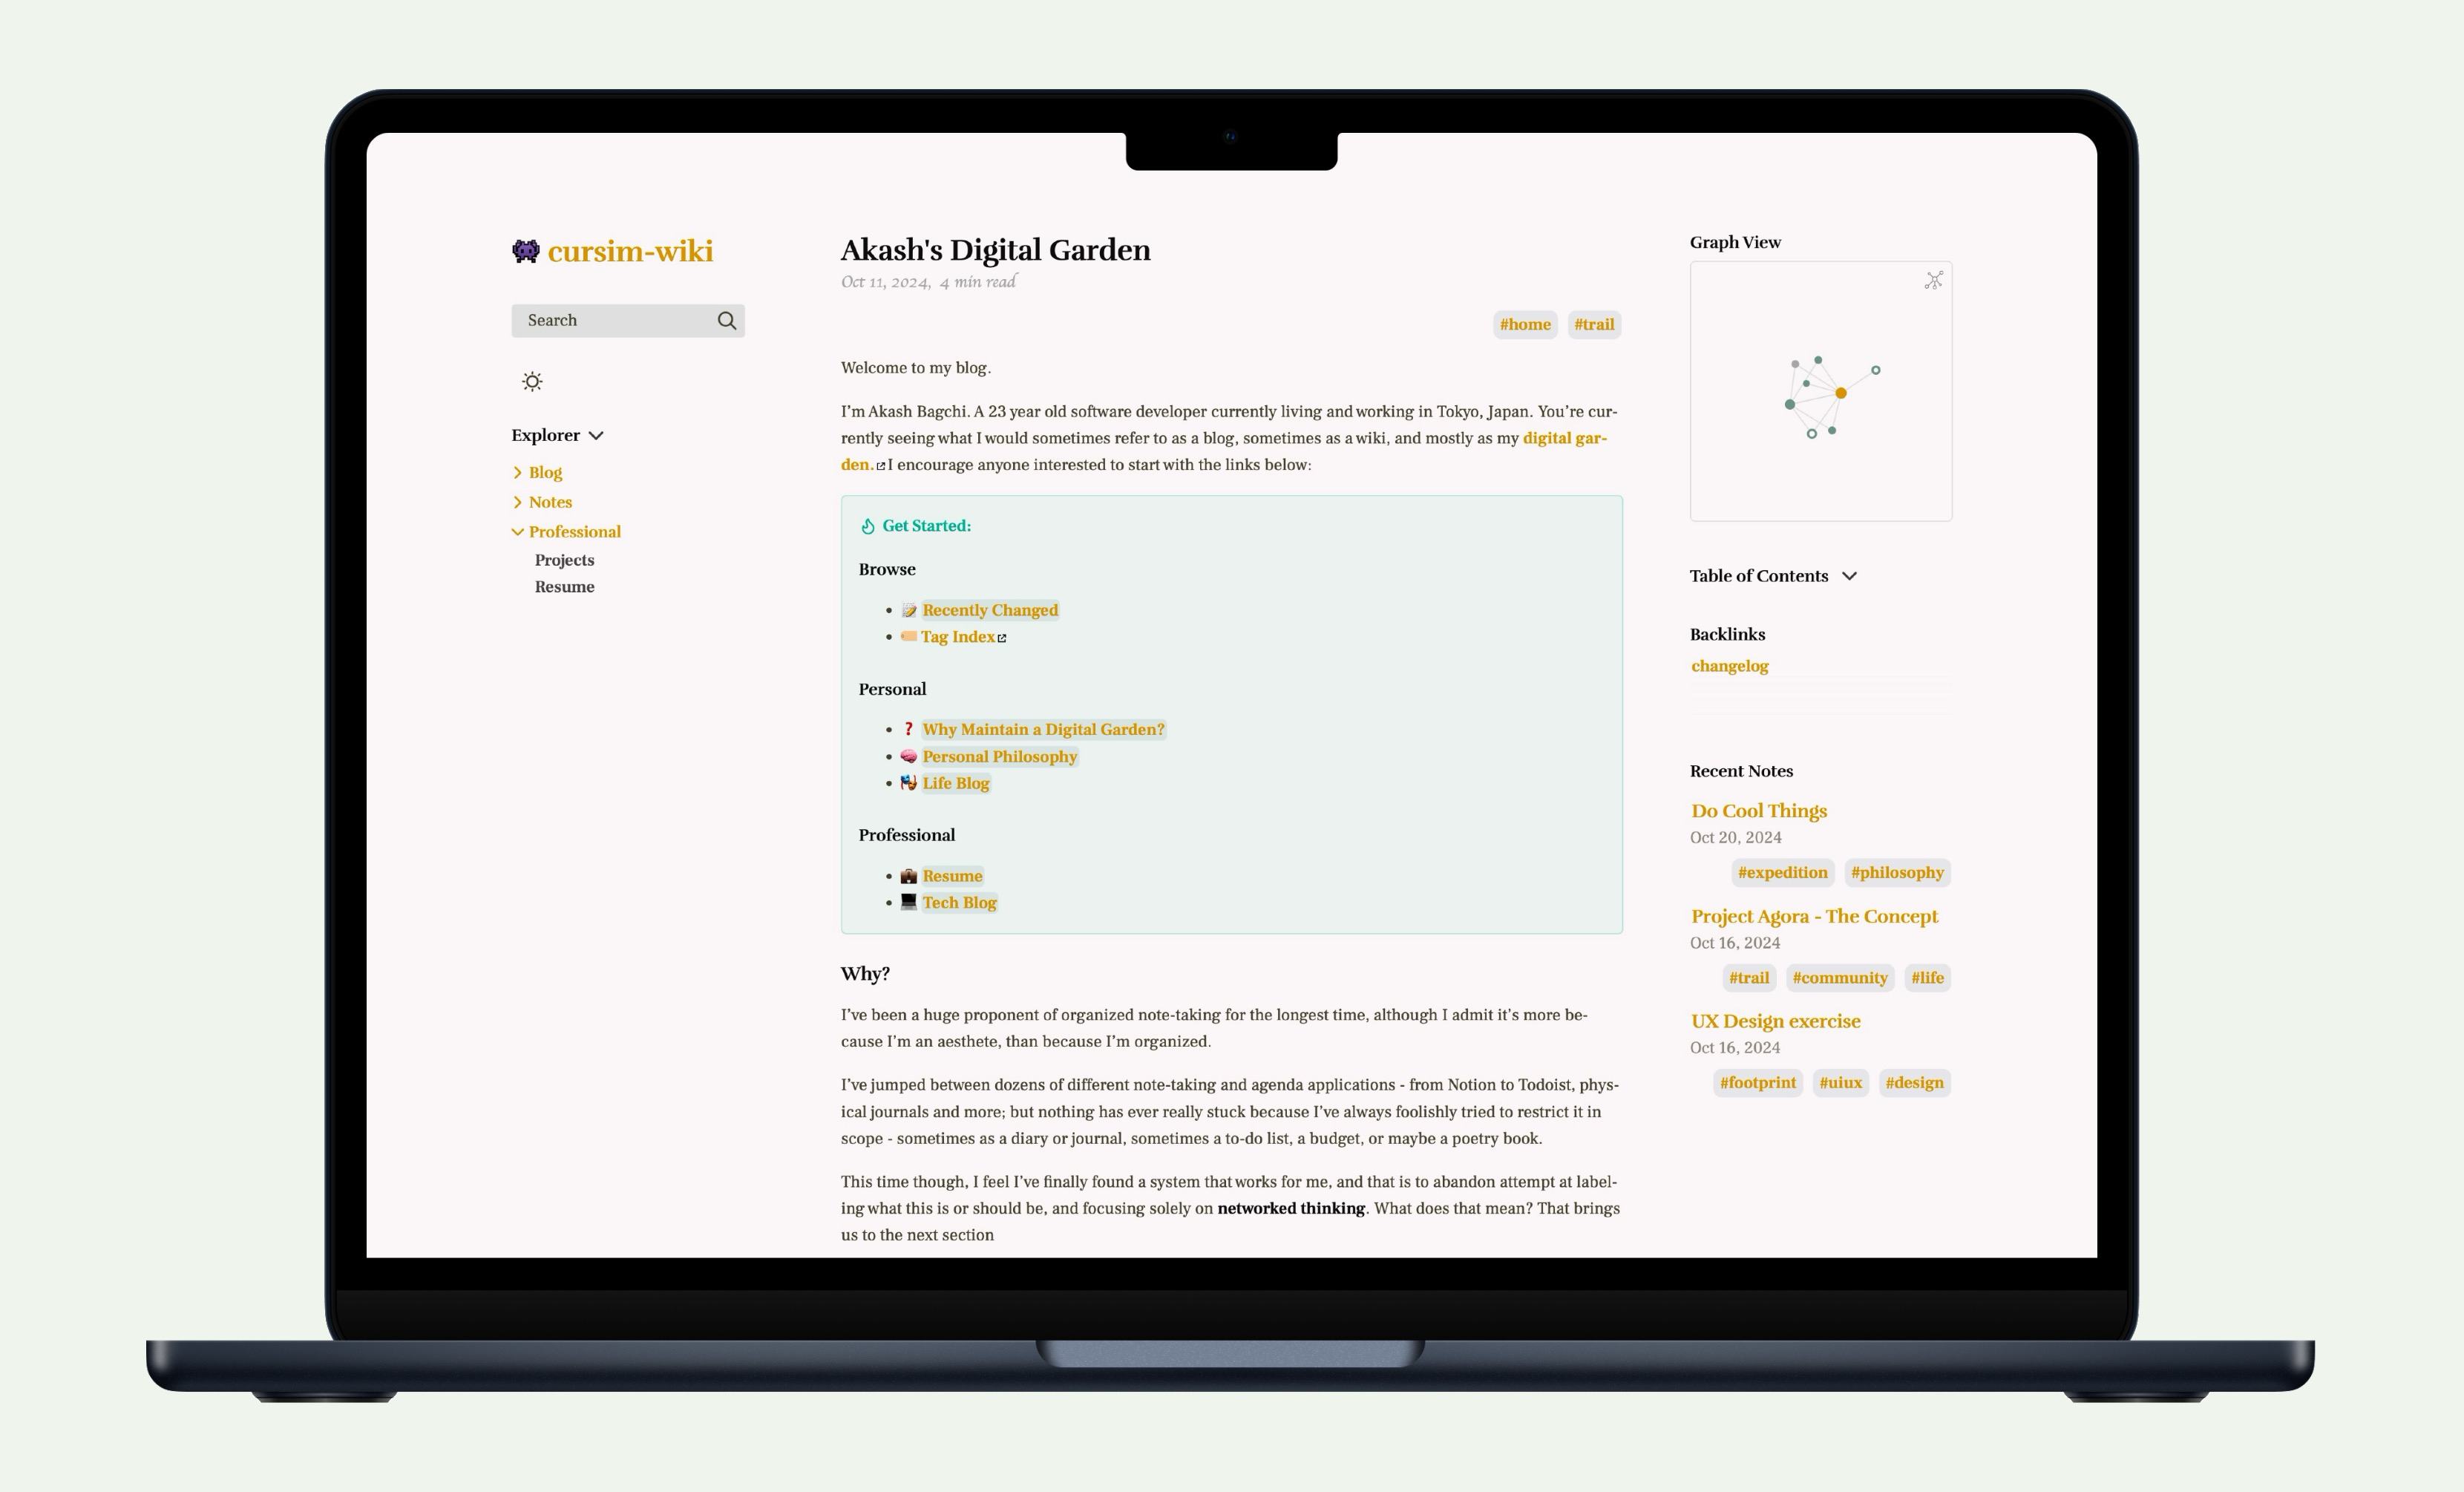 cursim-wiki
Search
Explorer
Blog
Notes
Professional
Projects
Resume
Akash's Digital Garden
Oct 11, 2024, 4 min read
#home #trail
Welcome to my blog.
I’m Akash Bagchi. A 23 year old software developer currently living and working in Tokyo, Japan. You’re cur-
rently seeing what I would sometimes refer to as a blog, sometimes as a wiki, and mostly as my digital gar-
den. I encourage anyone interested to start with the links below:
Get Started:
Browse
Recently Changed
Tag Index
Personal
Why Maintain a Digital Garden?
Personal Philosophy
Life Blog
Professional
Resume
Tech Blog
Why?
I’ve been a huge proponent of organized note-taking for the longest time, although I admit it’s more be-
cause I’m an aesthete, than because I’m organized.
I’ve jumped between dozens of different note-taking and agenda applications - from Notion to Todoist, phys-
ical journals and more; but nothing has ever really stuck because I’ve always foolishly tried to restrict it in
scope - sometimes as a diary or journal, sometimes a to-do list, a budget, or maybe a poetry book.
This time though, I feel I’ve finally found a system that works for me, and that is to abandon attempt at label-
ing what this is or should be, and focusing solely on networked thinking. What does that mean? That brings
us to the next section
Graph View
Table of Contents
Backlinks
changelog
Recent Notes
Do Cool Things
Oct 20, 2024
#expedition #philosophy
Project Agora - The Concept
Oct 16, 2024
#trail #community #life
UX Design exercise
Oct 16, 2024
#footprint #uiux #design